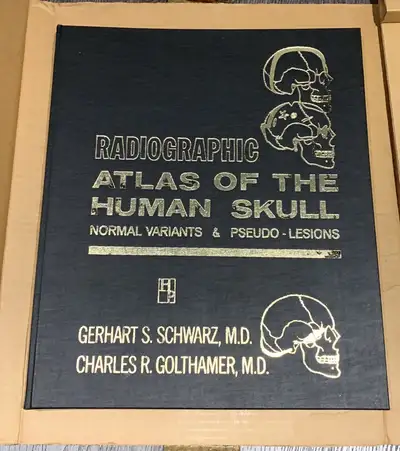 RADIOGRAPHIC
ATLAS OF THE
HUMAN SKULL
NORMAL VARIANTS & PSEUDO - LESIONS
GERHART S. SCHWARZ, M.D.
CHARLES R. GOLTHAMER, M.D.